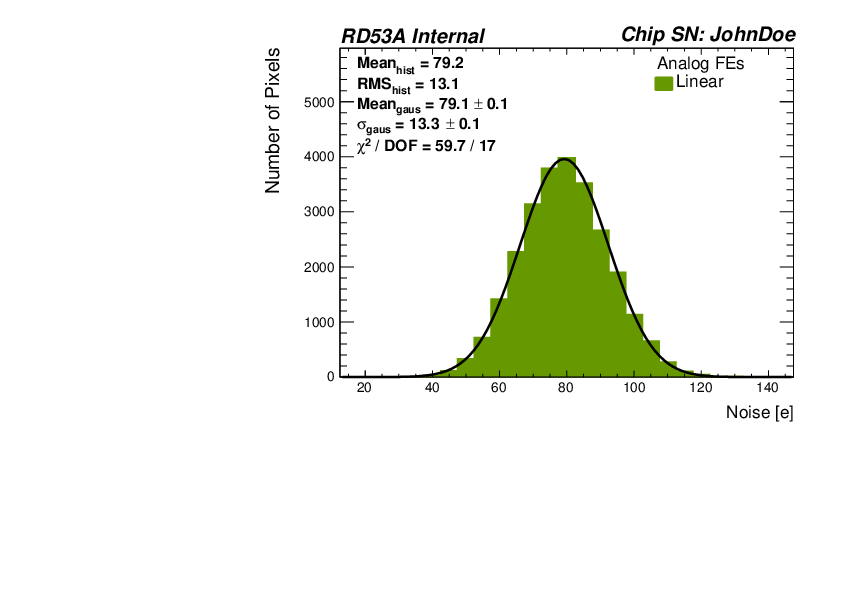 RD53A Internal
Chip SN: JohnDoe
Number of Pixels
Mean_hist = 79.2
RMS_hist = 13.1
Mean_gaus = 79.1 ± 0.1
σ_gaus = 13.3 ± 0.1
χ² / DOF = 59.7 / 17
Analog FEs
Linear
5000
4000
3000
2000
1000
0
20 40 60 80 100 120 140
Noise [e]